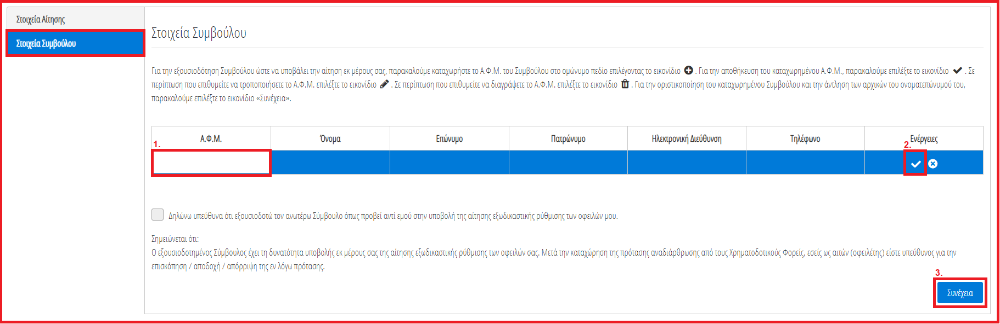 Στοιχεία Αίτησης
Στοιχεία Συμβούλου
Στοιχεία Συμβούλου
Για την εξουσιοδότηση Συμβούλου ώστε να υποβάλει την αίτηση εκ μέρους σας, παρακαλούμε καταχωρήστε το Α.Φ.Μ. του Συμβούλου στο ομώνυμο πεδίο επιλέγοντας το εικονίδιο . Για την αποθήκευση του καταχωρημένου Α.Φ.Μ., παρακαλούμε επιλέξτε το εικονίδιο . Σε
περίπτωση που επιθυμείτε να τροποποιήσετε το Α.Φ.Μ. επιλέξτε το εικονίδιο . Σε περίπτωση που επιθυμείτε να διαγράψετε το Α.Φ.Μ. επιλέξτε το εικονίδιο . Για την οριστικοποίηση του καταχωρημένου Συμβούλου και την άντληση των αρχικών του ονοματεπώνυμού του,
παρακαλούμε επιλέξτε το εικονίδιο «Συνέχεια».
Α.Φ.Μ. Όνομα Επώνυμο Πατρώνυμο Ηλεκτρονική Διεύθυνση Τηλέφωνο Ενέργειες
1. 2.
Δηλώνω υπεύθυνα ότι εξουσιοδοτώ τον ανωτέρω Σύμβουλο όπως προβεί αντί εμού στην υποβολή της αίτησης εξωδικαστικής ρύθμισης των οφειλών μου.
Σημειώνεται ότι:
Ο εξουσιοδοτημένος Σύμβουλος έχει τη δυνατότητα υποβολής εκ μέρους σας της αίτησης εξωδικαστικής ρύθμισης των οφειλών σας. Μετά την καταχώρηση της πρότασης αναδιάρθρωσης από τους Χρηματοδοτικούς Φορείς, εσείς ως αιτών (οφειλέτης) είστε υπεύθυνος για την
επισκόπηση / αποδοχή / απόρριψη της εν λόγω πρότασης.
3.
Συνέχεια